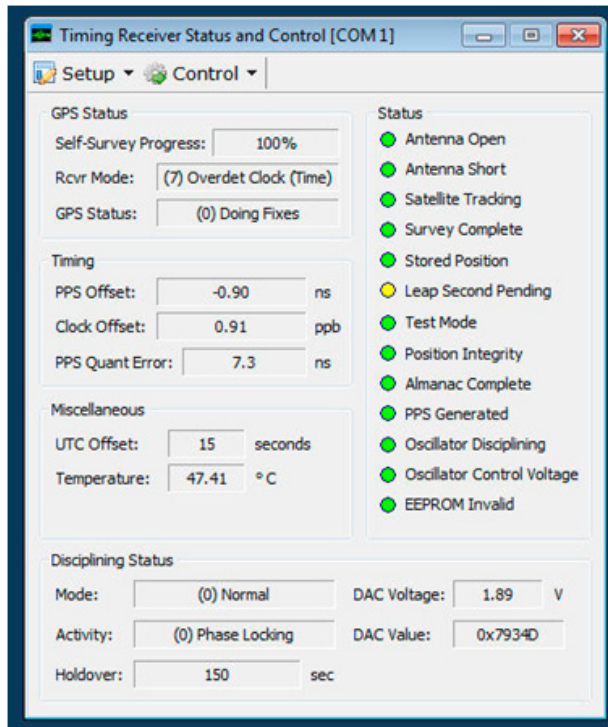 Timing Receiver Status and Control [COM1]
Setup Control
GPS Status
Self-Survey Progress: 100%
Rcvr Mode: (7) Overdet Clock (Time)
GPS Status: (0) Doing Fixes
Timing
PPS Offset: -0.90 ns
Clock Offset: 0.91 ppb
PPS Quant Error: 7.3 ns
Miscellaneous
UTC Offset: 15 seconds
Temperature: 47.41 °C
Status
Antenna Open
Antenna Short
Satellite Tracking
Survey Complete
Stored Position
Leap Second Pending
Test Mode
Position Integrity
Almanac Complete
PPS Generated
Oscillator Disciplining
Oscillator Control Voltage
EEPROM Invalid
Disciplining Status
Mode: (0) Normal DAC Voltage: 1.89 V
Activity: (0) Phase Locking DAC Value: 0x7934D
Holdover: 150 sec